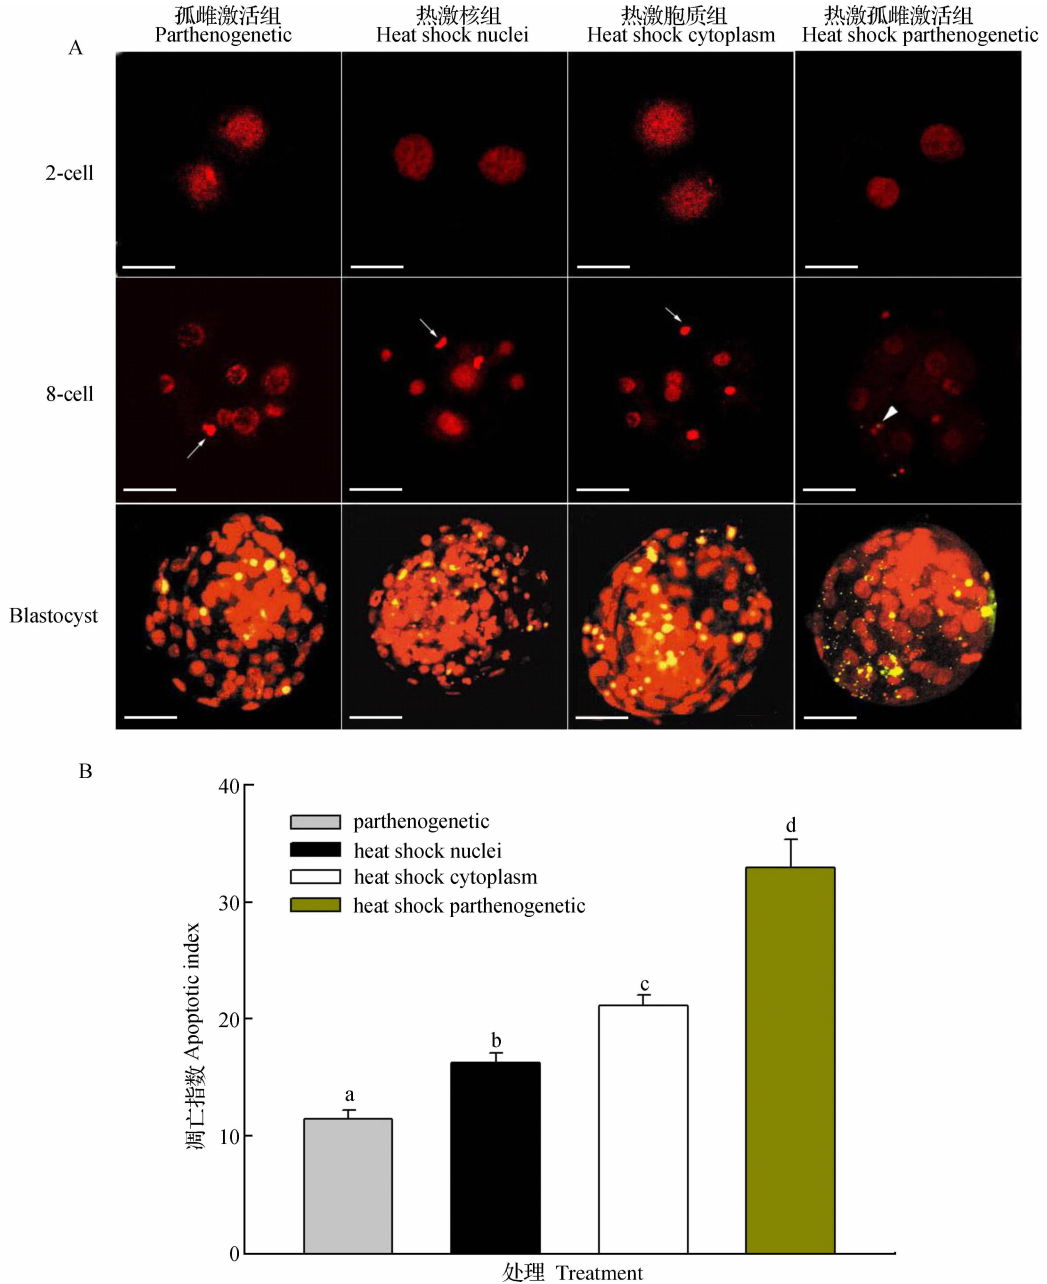 孤雌激活组 热激核组 热激胞质组 热激孤雌激活组
Parthenogenetic Heat shock nuclei Heat shock cytoplasm Heat shock parthenogenetic
A
2-cell
8-cell
Blastocyst
B
40
30
20
10
0
凋亡指数 Apoptotic index
parthenogenetic
heat shock nuclei
heat shock cytoplasm
heat shock parthenogenetic
a
b
c
d
处理 Treatment